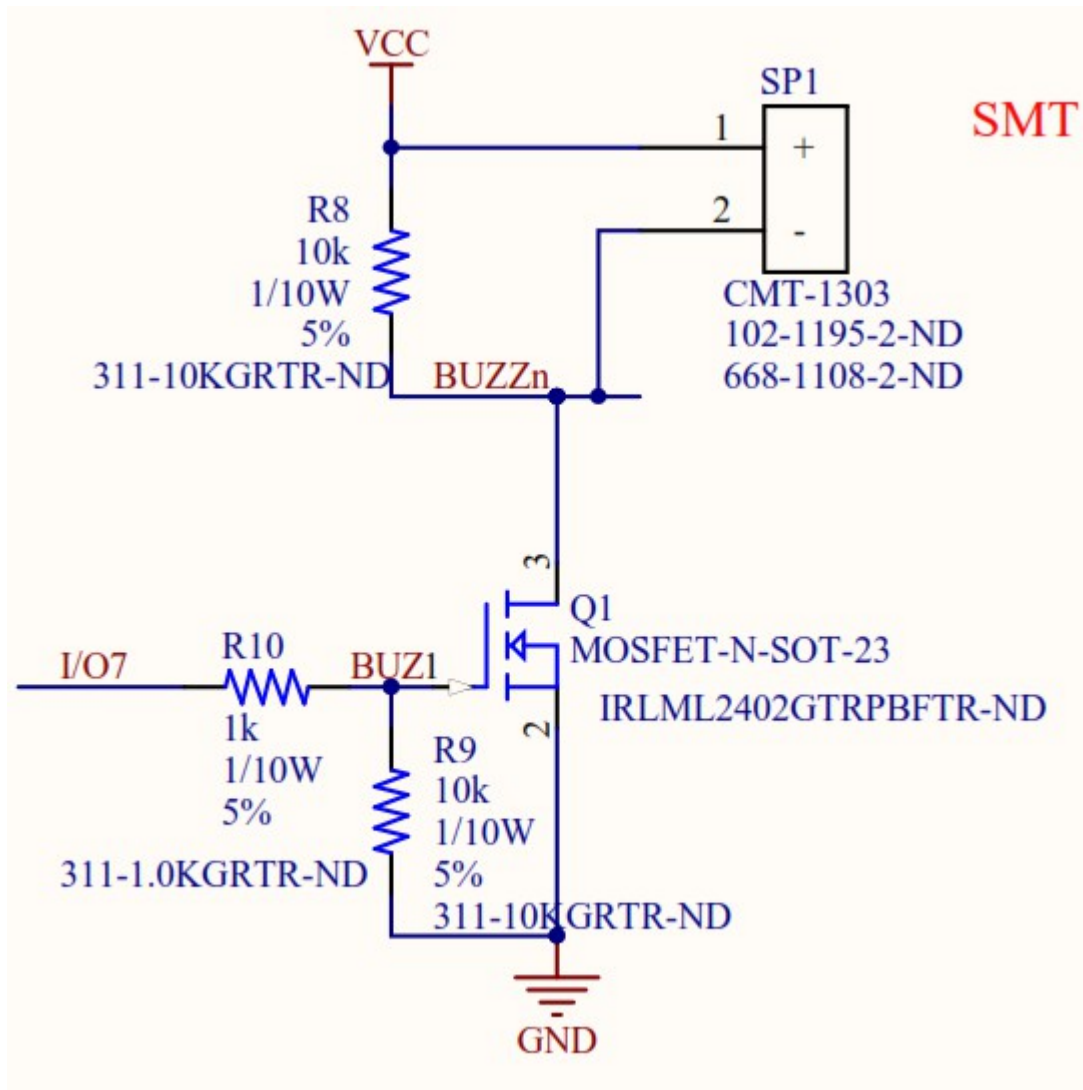 VCC
SP1
SMT
1
+
2
-
R8
10k
1/10W
5%
311-10KGRTR-ND
CMT-1303
102-1195-2-ND
668-1108-2-ND
BUZZn
3
Q1
MOSFET-N-SOT-23
IRLML2402GTRPBFTR-ND
I/O7
R10
1k
1/10W
5%
311-1.0KGRTR-ND
BUZ
1
2
R9
10k
1/10W
5%
311-10KGRTR-ND
GND